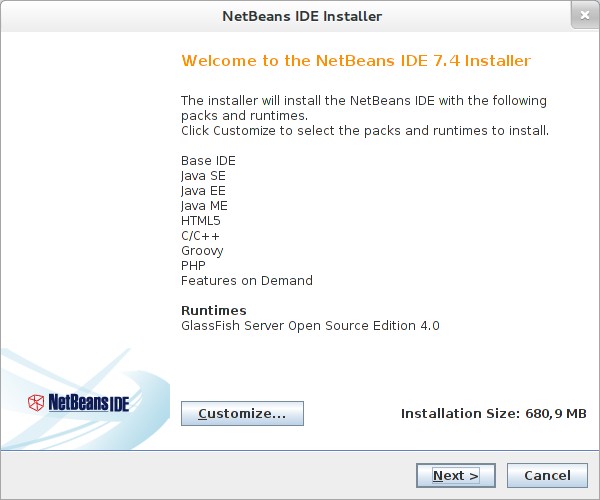 NetBeans IDE Installer
Welcome to the NetBeans IDE 7.4 Installer
The installer will install the NetBeans IDE with the following
packs and runtimes.
Click Customize to select the packs and runtimes to install.
Base IDE
Java SE
Java EE
Java ME
HTML5
C/C++
Groovy
PHP
Features on Demand
Runtimes
GlassFish Server Open Source Edition 4.0
NetBeans IDE
Customize...
Installation Size: 680,9 MB
Next >
Cancel